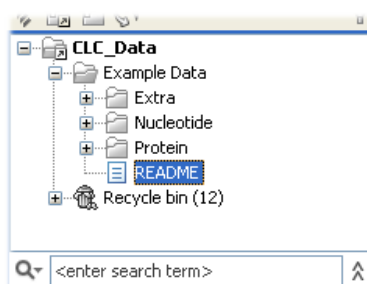 CLC_Data
Example Data
Extra
Nucleotide
Protein
README
Recycle bin (12)
<enter search term>